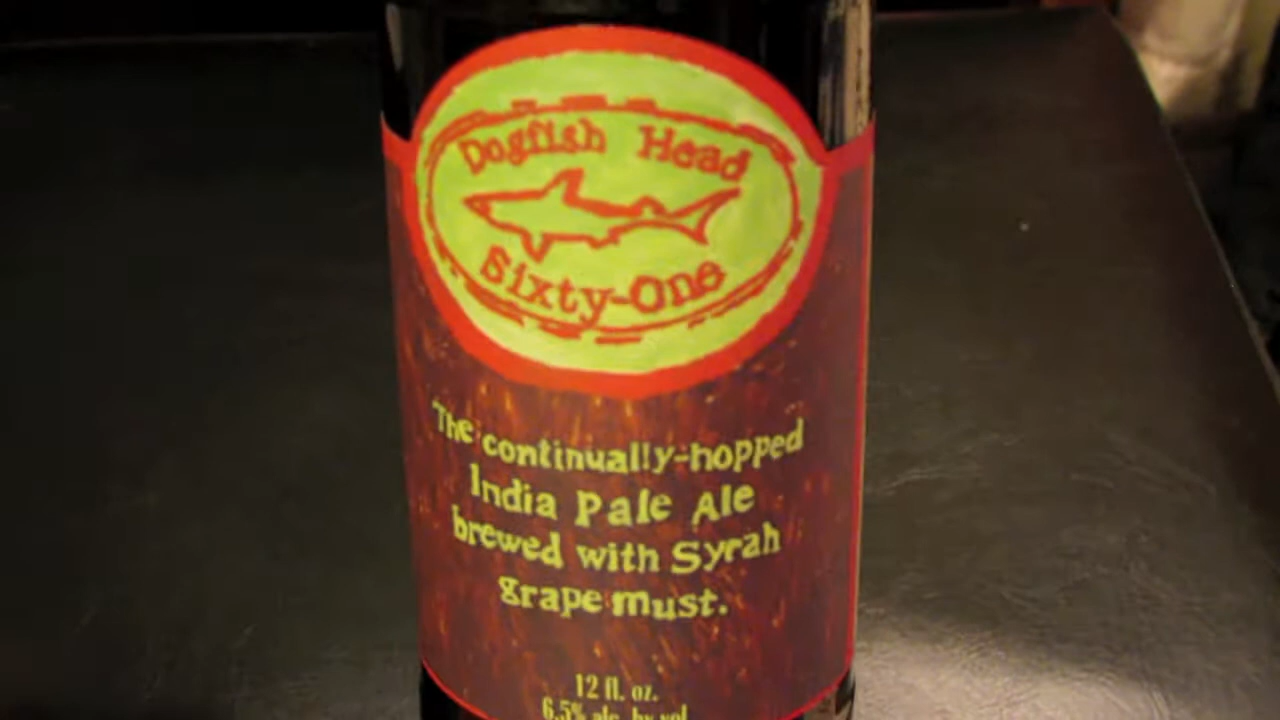 Dogfish Head
Sixty-One
The continually-hopped
India Pale Ale
brewed with Syrah
grape must.
12 fl. oz.
6.5% alc. by vol